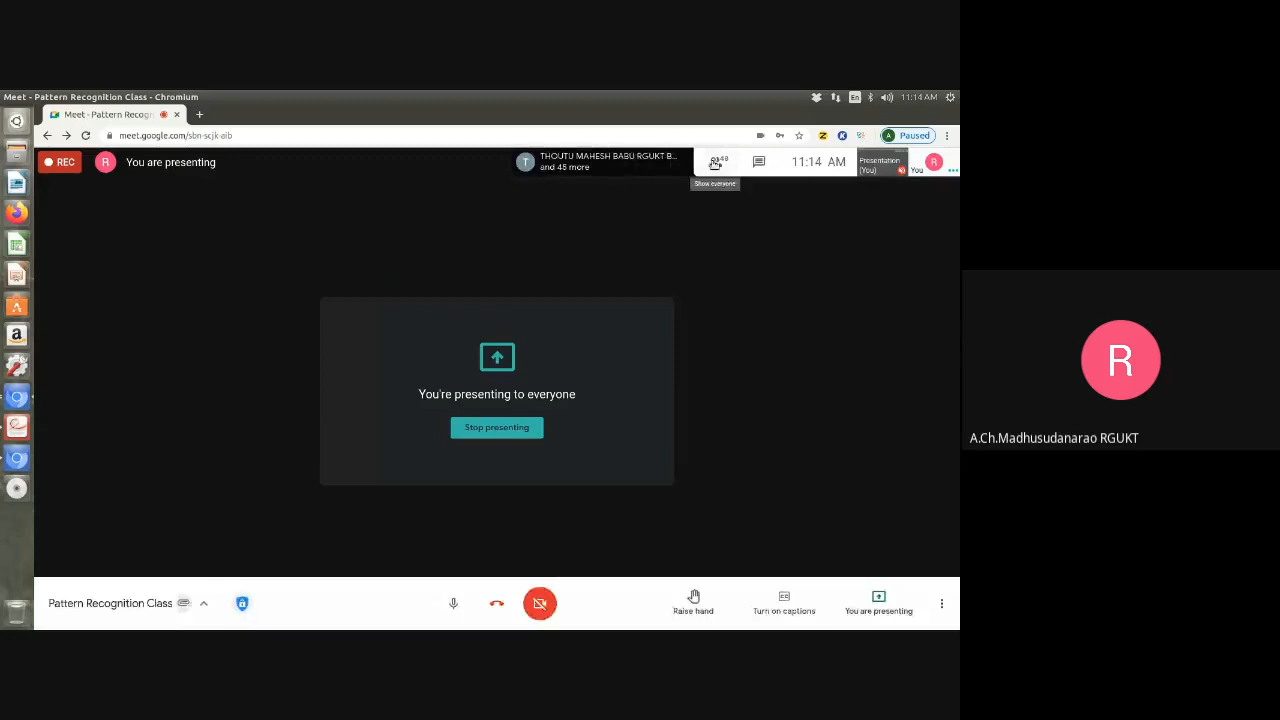 Meet - Pattern Recognition Class - Chromium
En
11:14 AM
Meet - Pattern Recogn
meet.google.com/sbn-scjk-aib
A
Paused
REC
R
You are presenting
T
THOUTU MAHESH BABU RGUKT B...
and 45 more
48
11:14 AM
Presentation
(You)
You
R
Show everyone
You're presenting to everyone
Stop presenting
R
A.Ch.Madhusudanarao RGUKT
Pattern Recognition Class
Raise hand
Turn on captions
You are presenting